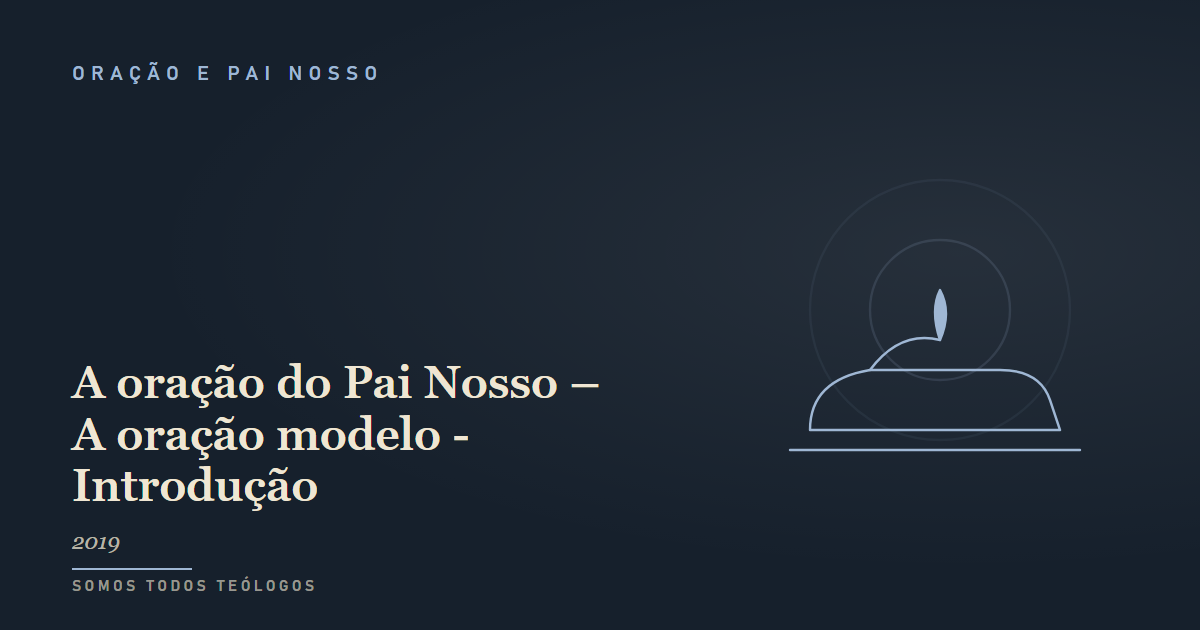 ORAÇÃO E PAI NOSSO
A oração do Pai Nosso –
A oração modelo -
Introdução
2019
SOMOS TODOS TEÓLOGOS